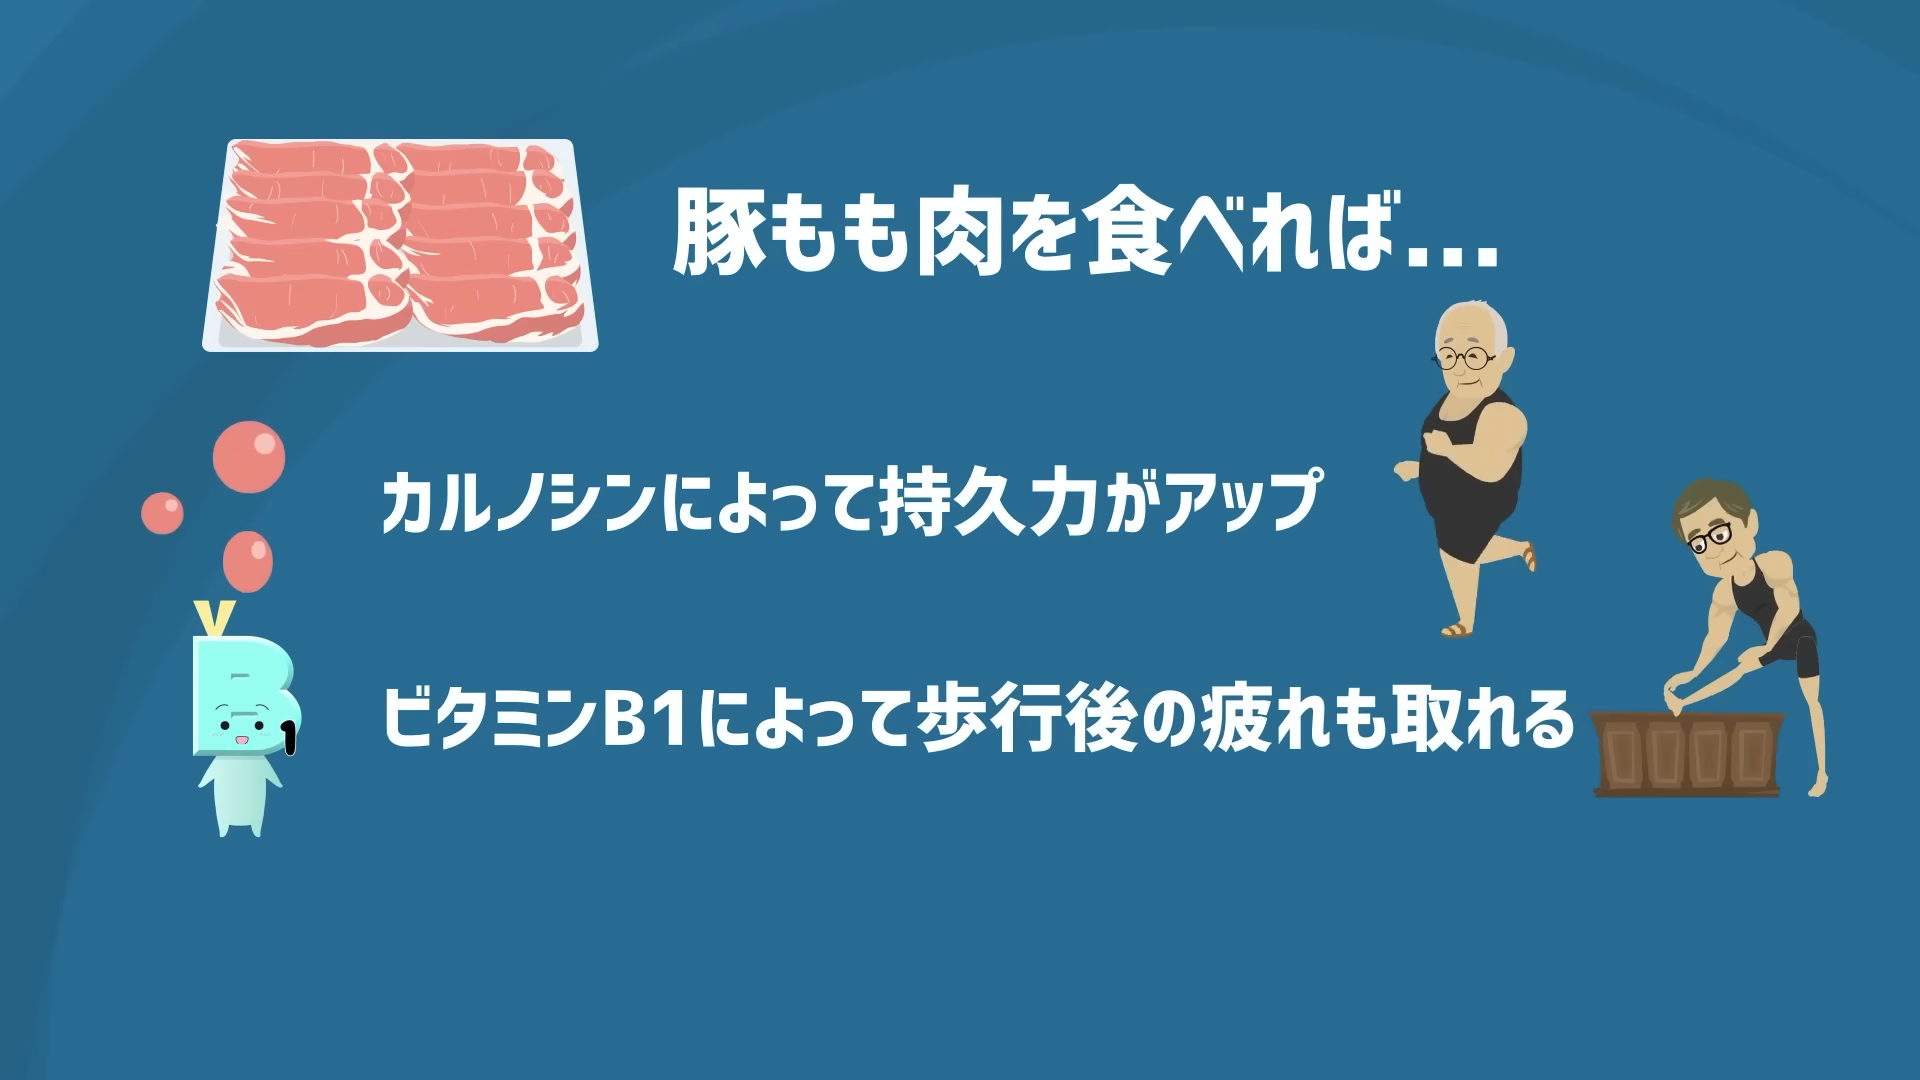 豚もも肉を食べれば...
カルノシンによって持久力がアップ
ビタミンB1によって歩行後の疲れも取れる